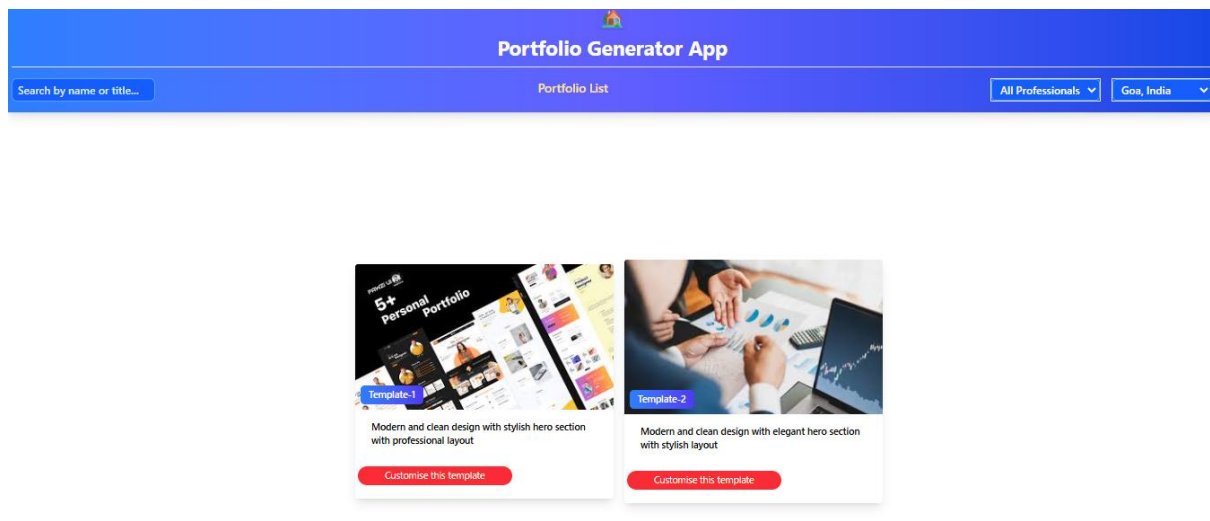 Portfolio Generator App
Search by name or title...
Portfolio List
All Professionals
Goa, India
5+
Personal Portfolio
Template-1
Modern and clean design with stylish hero section
with professional layout
Customise this template
Template-2
Modern and clean design with elegant hero section
with stylish layout
Customise this template